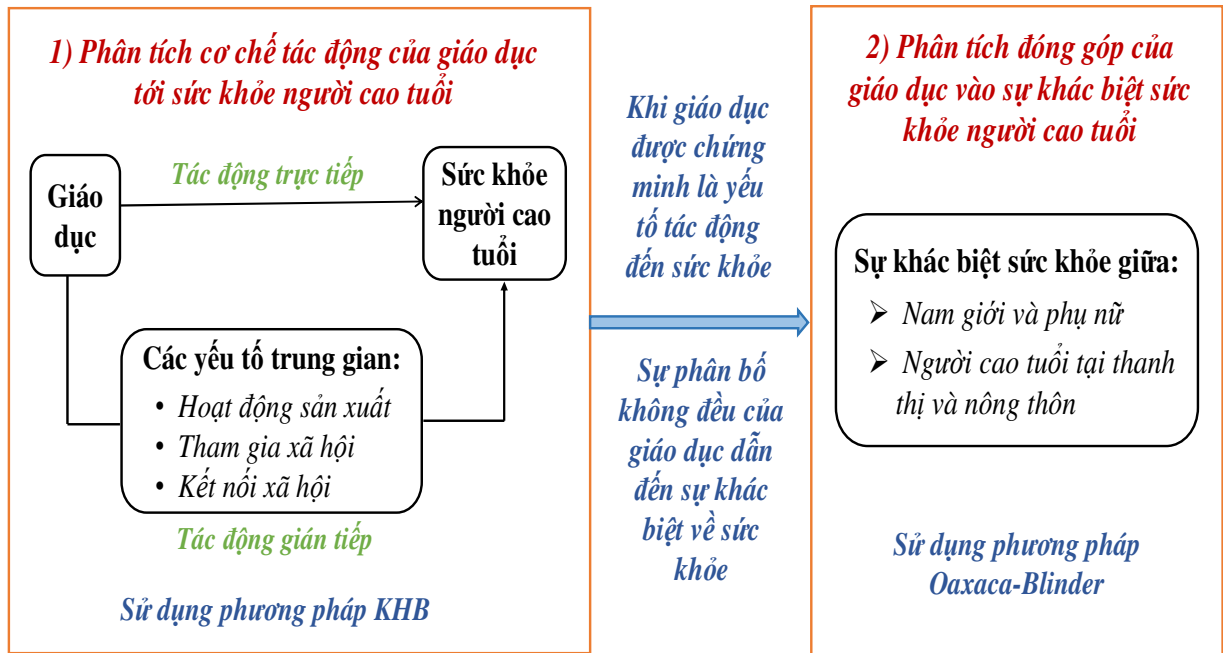 1) Phân tích cơ chế tác động của giáo dục
tới sức khỏe người cao tuổi
Tác động trực tiếp
Giáo
dục
Sức khỏe
người cao
tuổi
Các yếu tố trung gian:
• Hoạt động sản xuất
• Tham gia xã hội
• Kết nối xã hội
Tác động gián tiếp
Sử dụng phương pháp KHB
Khi giáo dục
được chứng
minh là yếu
tố tác động
đến sức khỏe
Sự phân bố
không đều của
giáo dục dẫn
đến sự khác
biệt về sức
khỏe
2) Phân tích đóng góp của
giáo dục vào sự khác biệt sức
khỏe người cao tuổi
Sự khác biệt sức khỏe giữa:
➢ Nam giới và phụ nữ
➢ Người cao tuổi tại thanh
thị và nông thôn
Sử dụng phương pháp
Oaxaca-Blinder